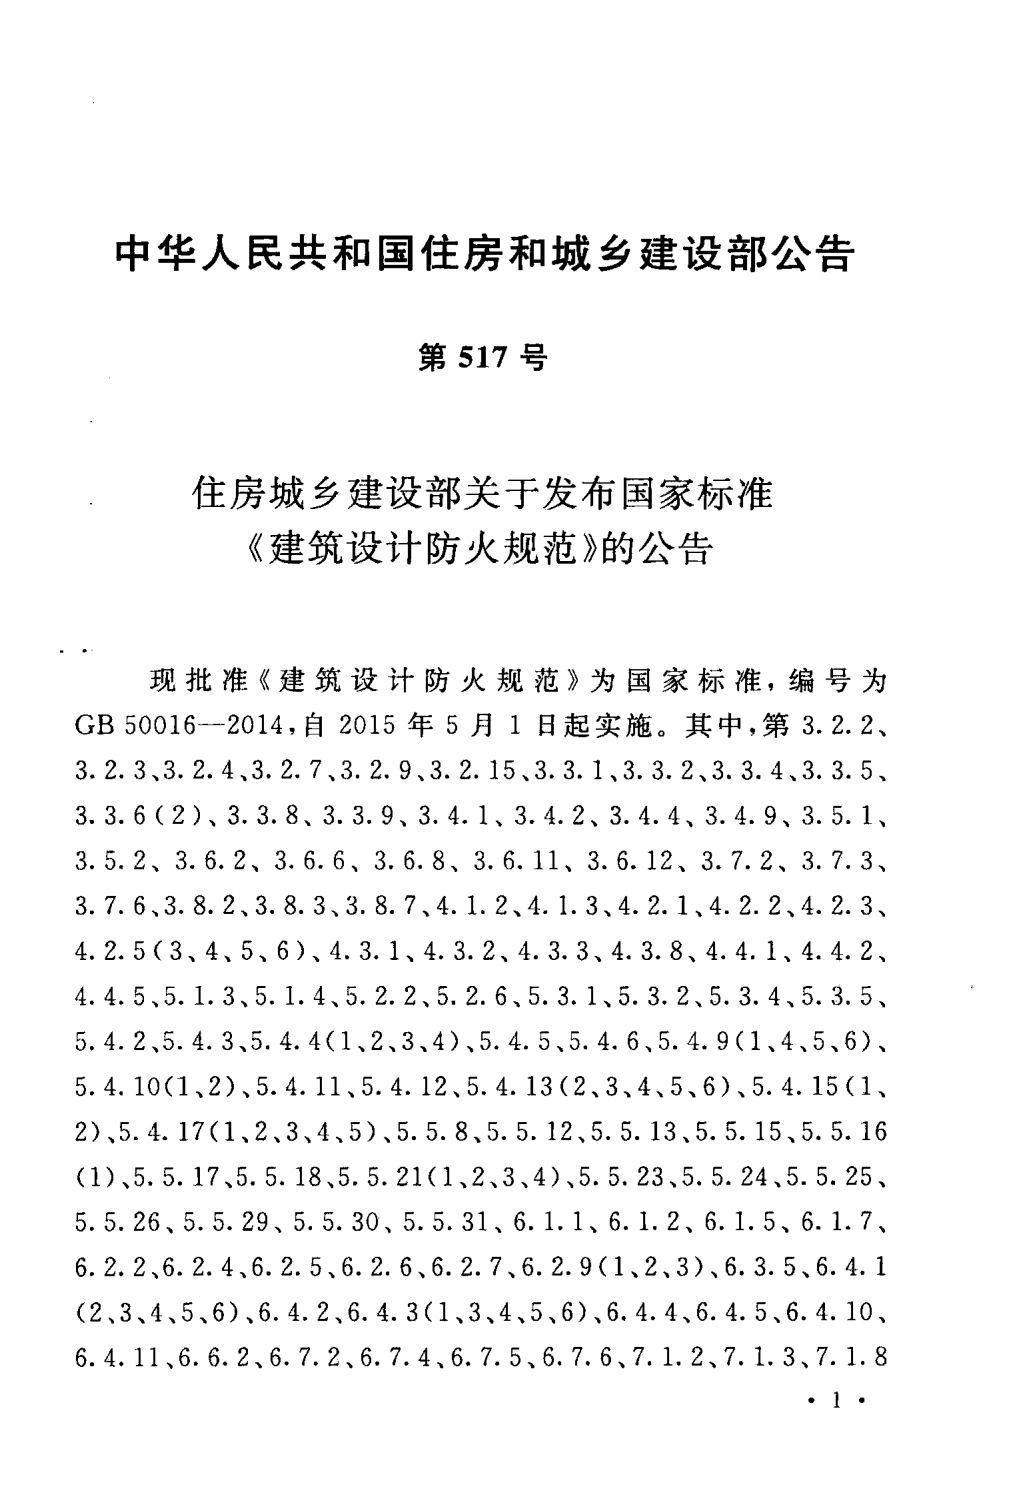 中华人民共和国住房和城乡建设部公告
第 517 号
住房城乡建设部关于发布国家标准
《建筑设计防火规范》的公告
现批准《建筑设计防火规范》为国家标准，编号为
GB 50016—2014，自 2015 年 5 月 1 日起实施。其中，第 3.2.2、
3.2.3、3.2.4、3.2.7、3.2.9、3.2.15、3.3.1、3.3.2、3.3.4、3.3.5、
3.3.6(2)、3.3.8、3.3.9、3.4.1、3.4.2、3.4.4、3.4.9、3.5.1、
3.5.2、3.6.2、3.6.6、3.6.8、3.6.11、3.6.12、3.7.2、3.7.3、
3.7.6、3.8.2、3.8.3、3.8.7、4.1.2、4.1.3、4.2.1、4.2.2、4.2.3、
4.2.5(3、4、5、6)、4.3.1、4.3.2、4.3.3、4.3.8、4.4.1、4.4.2、
4.4.5、5.1.3、5.1.4、5.2.2、5.2.6、5.3.1、5.3.2、5.3.4、5.3.5、
5.4.2、5.4.3、5.4.4(1、2、3、4)、5.4.5、5.4.6、5.4.9(1、4、5、6)、
5.4.10(1、2)、5.4.11、5.4.12、5.4.13(2、3、4、5、6)、5.4.15(1、
2)、5.4.17(1、2、3、4、5)、5.5.8、5.5.12、5.5.13、5.5.15、5.5.16
(1)、5.5.17、5.5.18、5.5.21(1、2、3、4)、5.5.23、5.5.24、5.5.25、
5.5.26、5.5.29、5.5.30、5.5.31、6.1.1、6.1.2、6.1.5、6.1.7、
6.2.2、6.2.4、6.2.5、6.2.6、6.2.7、6.2.9(1、2、3)、6.3.5、6.4.1
(2、3、4、5、6)、6.4.2、6.4.3(1、3、4、5、6)、6.4.4、6.4.5、6.4.10、
6.4.11、6.6.2、6.7.2、6.7.4、6.7.5、6.7.6、7.1.2、7.1.3、7.1.8
· 1 ·